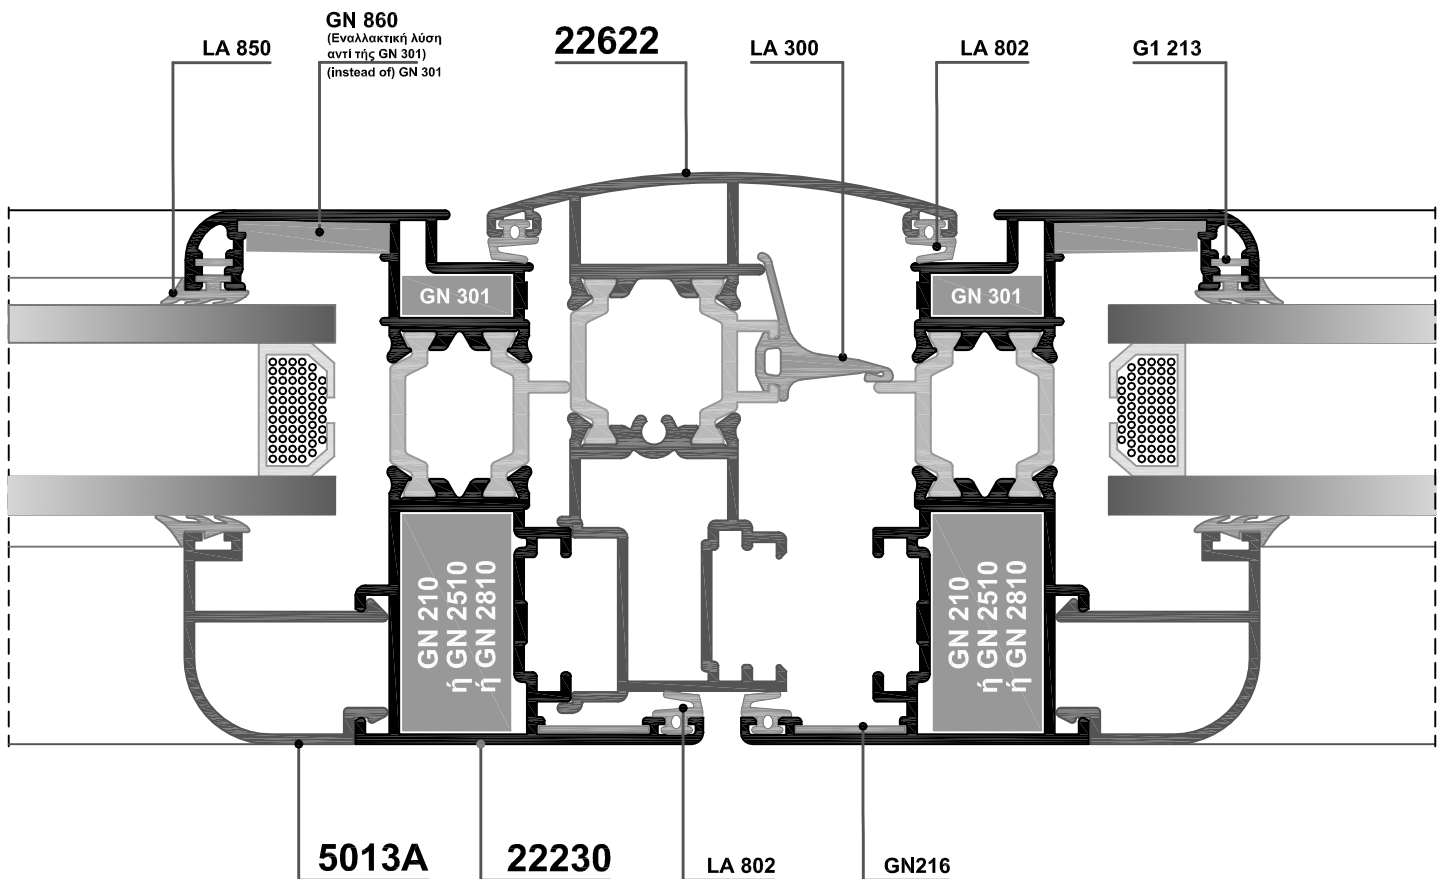 GN 860
(Εναλλακτική λύση
αντί τής GN 301)
(instead of) GN 301
LA 850
22622
LA 300
LA 802
G1 213
GN 301
GN 301
GN 210
ή GN 2510
ή GN 2810
GN 210
ή GN 2510
ή GN 2810
5013A
22230
LA 802
GN216